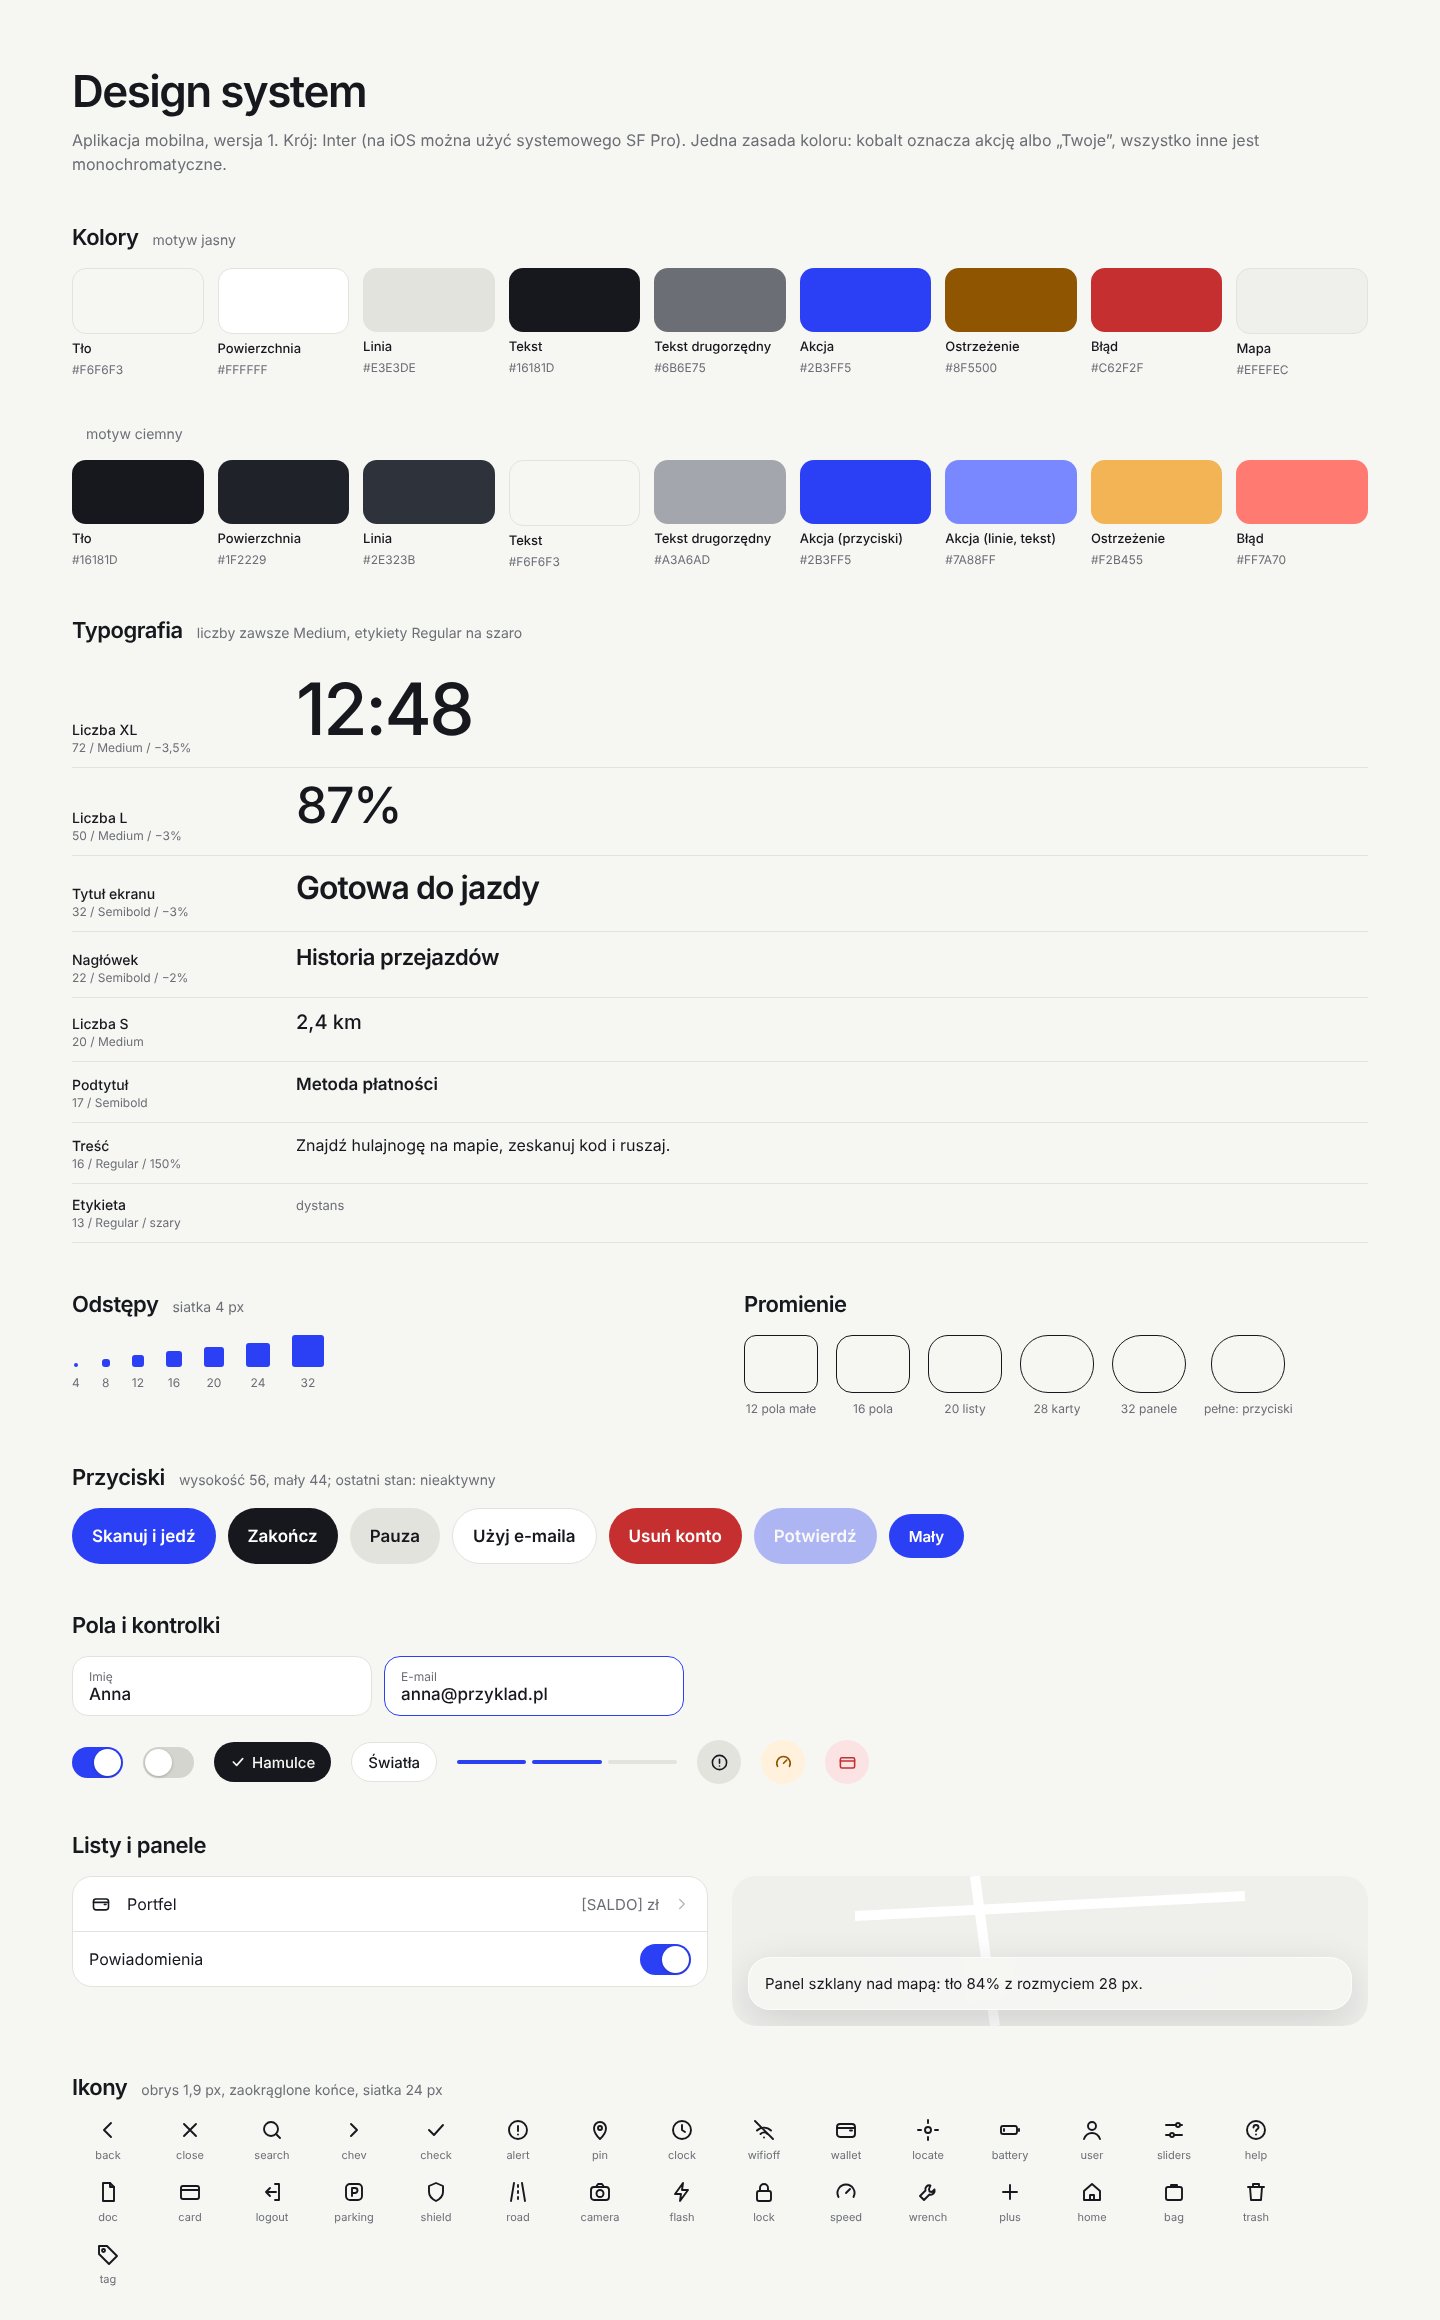 Design system
Aplikacja mobilna, wersja 1. Krój: Inter (na iOS można użyć systemowego SF Pro). Jedna zasada koloru: kobalt oznacza akcję albo „Twoje”, wszystko inne jest
monochromatyczne.
Kolory motyw jasny
Tło Powierzchnia Linia Tekst Tekst drugorzędny Akcja Ostrzeżenie Błąd Mapa
#F6F6F3 #FFFFFF #E3E3DE #16181D #6B6E75 #2B3FF5 #8F5500 #C62F2F #EFEFEC
motyw ciemny
Tło Powierzchnia Linia Tekst Tekst drugorzędny Akcja (przyciski) Akcja (linie, tekst) Ostrzeżenie Błąd
#16181D #1F2229 #2E323B #F6F6F3 #A3A6AD #2B3FF5 #7A88FF #F2B455 #FF7A70
Typografia liczby zawsze Medium, etykiety Regular na szaro
Liczba XL 12:48
72 / Medium / −3,5%
Liczba L 87%
50 / Medium / −3%
Tytuł ekranu Gotowa do jazdy
32 / Semibold / −3%
Nagłówek Historia przejazdów
22 / Semibold / −2%
Liczba S 2,4 km
20 / Medium
Podtytuł Metoda płatności
17 / Semibold
Treść Znajdź hulajnogę na mapie, zeskanuj kod i ruszaj.
16 / Regular / 150%
Etykieta dystans
13 / Regular / szary
Odstępy siatka 4 px
4 8 12 16 20 24 32
Promienie
12 pola małe 16 pola 20 listy 28 karty 32 panele pełne: przyciski
Przyciski wysokość 56, mały 44; ostatni stan: nieaktywny
Skanuj i jedź Zakończ Pauza Użyj e-maila Usuń konto Potwierdź Mały
Pola i kontrolki
Imię E-mail
Anna anna@przyklad.pl
Hamulce Światła
Listy i panele
Portfel [SALDO] zł
Powiadomienia
Panel szklany nad mapą: tło 84% z rozmyciem 28 px.
Ikony obrys 1,9 px, zaokrąglone końce, siatka 24 px
back close search chev check alert pin clock wifioff wallet locate battery user sliders help
doc card logout parking shield road camera flash lock speed wrench plus home bag trash
tag